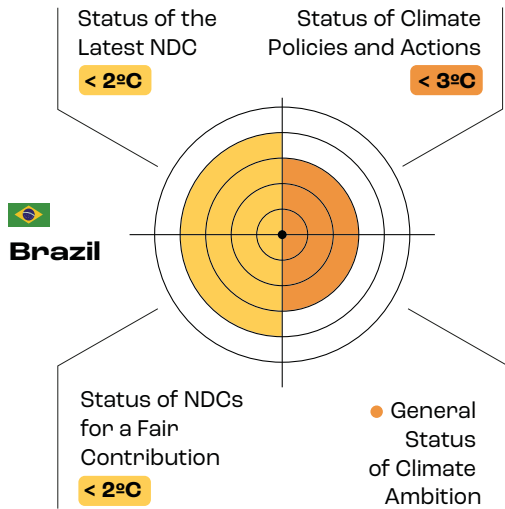 Status of the
Latest NDC
< 2ºC
Status of Climate
Policies and Actions
< 3ºC
Brazil
Status of NDCs
for a Fair
Contribution
< 2ºC
General
Status
of Climate
Ambition